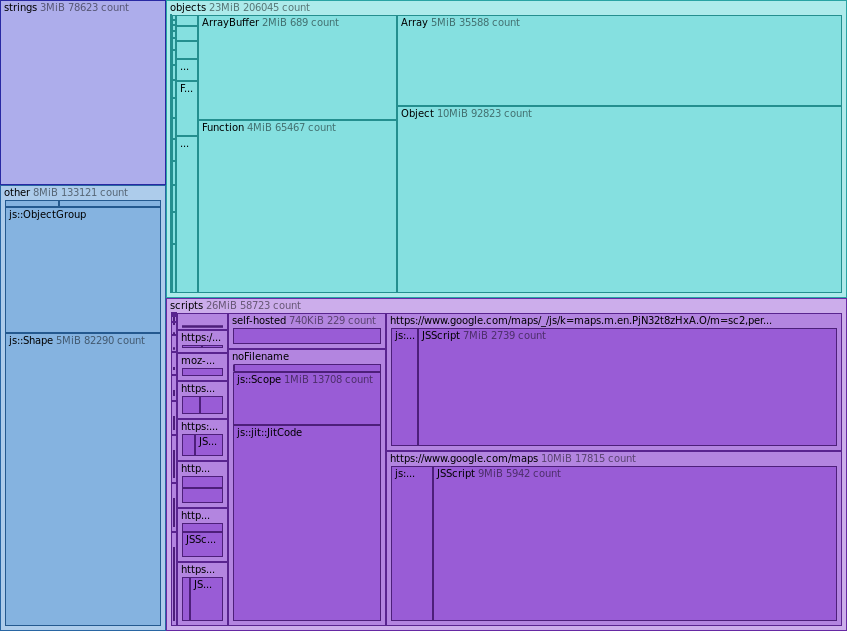 strings 3MiB 78623 count
objects 23MiB 206045 count
ArrayBuffer 2MiB 689 count
Array 5MiB 35588 count
...
F...
Function 4MiB 65467 count
Object 10MiB 92823 count
...
other 8MiB 133121 count
js::ObjectGroup
js::Shape 5MiB 82290 count
scripts 26MiB 58723 count
self-hosted 740KiB 229 count
https://www.google.com/maps/_/js/k=maps.m.en.PjN32t8zHxA.O/m=sc2,per...
https:/...
js:...
JSScript 7MiB 2739 count
noFilename
moz-...
js::Scope 1MiB 13708 count
https...
https:...
js::jit::JitCode
JS...
https://www.google.com/maps 10MiB 17815 count
http...
js:...
JSScript 9MiB 5942 count
http...
JSSc...
https...
JS...